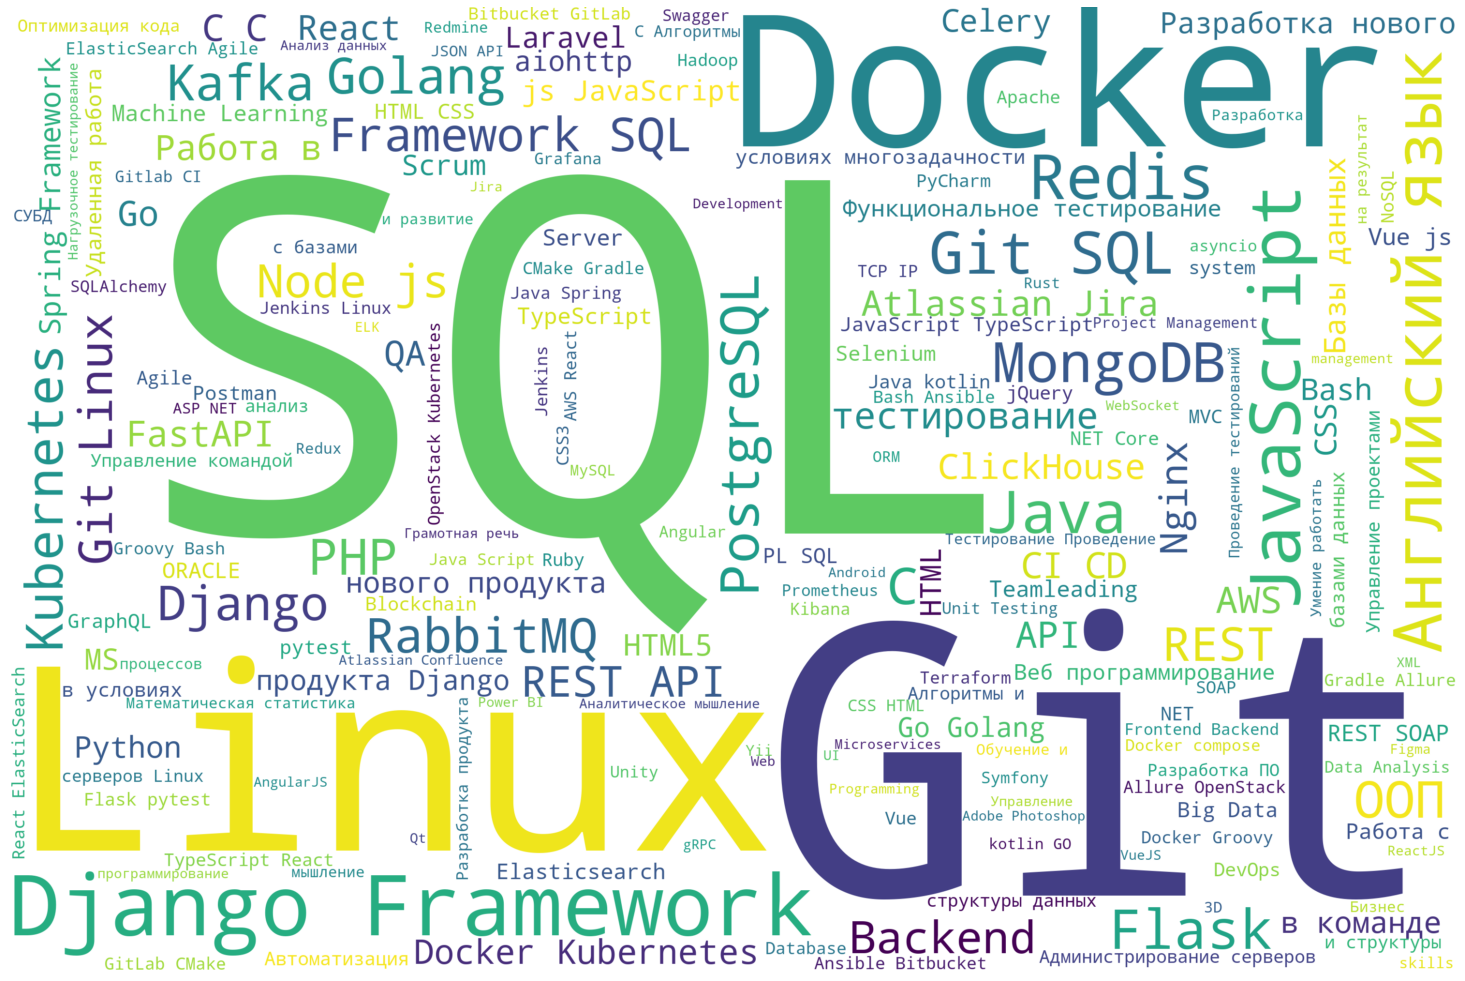 Оптимизация кода
C C
React
Redmine
Bitbucket GitLab
Swagger
Celery
Разработка нового
ElasticSearch Agile
Анализ данных
JSON API
Laravel
C Алгоритмы
Docker
Kafka
Golang
aiohttp
Hadoop
js JavaScript
Apache
Machine Learning
HTML CSS
Разработка
Spring Framework
Нагрузочное тестирование
Удаленная работа
Framework SQL
Работа в
Scrum
Grafana
условиях многозадачности
Redis
язык
на результат
NoSQL
Gitlab CI
Jira
PyCharm
СУБД
Go
и развитие
Development
Функциональное тестирование
Базы данных
Vue js
SQL
с базами
Server
Git SQL
asyncio
system
JavaScript
Node js
CMake Gradle
TCP IP
Rust
SQLAlchemy
Java Spring
Jenkins Linux
TypeScript
Atlassian Jira
ELK
JavaScript TypeScript
Project Management
Kubernetes
Git Linux
QA
OpenStack Kubernetes
Jenkins
AWS React
PostgreSQL
Selenium
MongoDB
Проведение тестирований
management
Английский
Agile
Postman
Java kotlin
jQuery
Bash
ASP NET
анализ
Bash Ansible
WebSocket
MVC
CSS
FastAPI
CSS3
тестирование
Redux
NET Core
Управление командой
MySQL
ORM
ClickHouse
Nginx
Умение работать
базами данных
Управление проектами
Java
Грамотная речь
Angular
Groovy Bash
PHP
Java Script
Ruby
PL SQL
Тестирование Проведение
ORACLE
нового продукта
Android
HTML
CI CD
Prometheus
C
Teamleading
Django
Blockchain
Kibana
Unit Testing
AWS
GraphQL
RabbitMQ
HTML5
API
REST
pytest
MS
процессов
Atlassian Confluence
XML
в условиях
продукта Django
REST API
Terraform
Веб программирование
Gradle Allure
Математическая статистика
Power BI
Аналитическое мышление
Алгоритмы и
SOAP
React ElasticSearch
Linux
Разработка продукта
CSS HTML
NET
Git
Go Golang
Frontend Backend
REST SOAP
Python
Yii
Microservices
Обучение и
Docker compose
Figma
серверов Linux
AngularJS
Unity
Web
UI
Symfony
Разработка ПО
Data Analysis
Flask pytest
Programming
Allure OpenStack
Управление
ООП
Vue
Adobe Photoshop
Big Data
Qt
gRPC
kotlin GO
Docker Groovy
Работа с
TypeScript React
VueJS
ReactJS
программирование
мышление
Elasticsearch
DevOps
Django Framework
структуры данных
3D
Бизнес
Backend
Flask
в команде
GitLab CMake
Автоматизация
Docker Kubernetes
Database
Ansible Bitbucket
Администрирование серверов
и структуры
skills